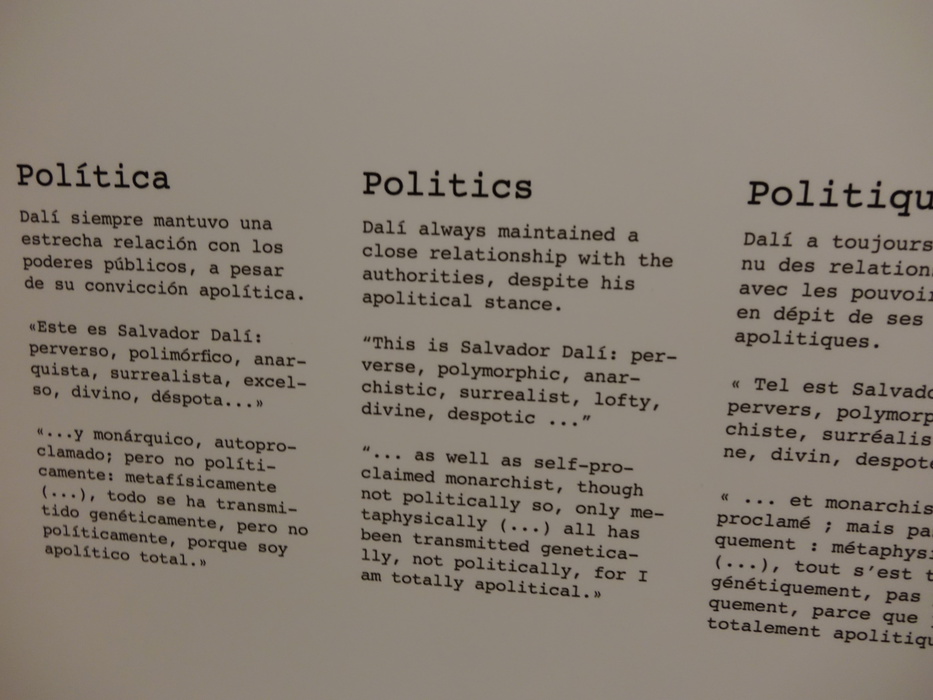 Política
Dalí siempre mantuvo una
estrecha relación con los
poderes públicos, a pesar
de su convicción apolítica.
«Este es Salvador Dalí:
perverso, polimórfico, anar-
quista, surrealista, excel-
so, divino, déspota...»
«...y monárquico, autopro-
clamado; pero no políti-
camente: metafísicamente
(...), todo se ha transmi-
tido genéticamente, pero no
políticamente, porque soy
apolítico total.»
Politics
Dalí always maintained a
close relationship with the
authorities, despite his
apolitical stance.
“This is Salvador Dalí: per-
verse, polymorphic, anar-
chistic, surrealist, lofty,
divine, despotic ...”
“... as well as self-pro-
claimed monarchist, though
not politically so, only me-
taphysically (...) all has
been transmitted genetica-
lly, not politically, for I
am totally apolitical.»
Politiqu
Dalí a toujours
nu des relation
avec les pouvoi
en dépit de ses
apolitiques.
« Tel est Salvado
pervers, polymorp
chiste, surréalis
ne, divin, despote
« ... et monarchis
proclamé ; mais pa
quement : métaphysi
(...), tout s'est t
génétiquement, pas
quement, parce que
totalement apolitiqu